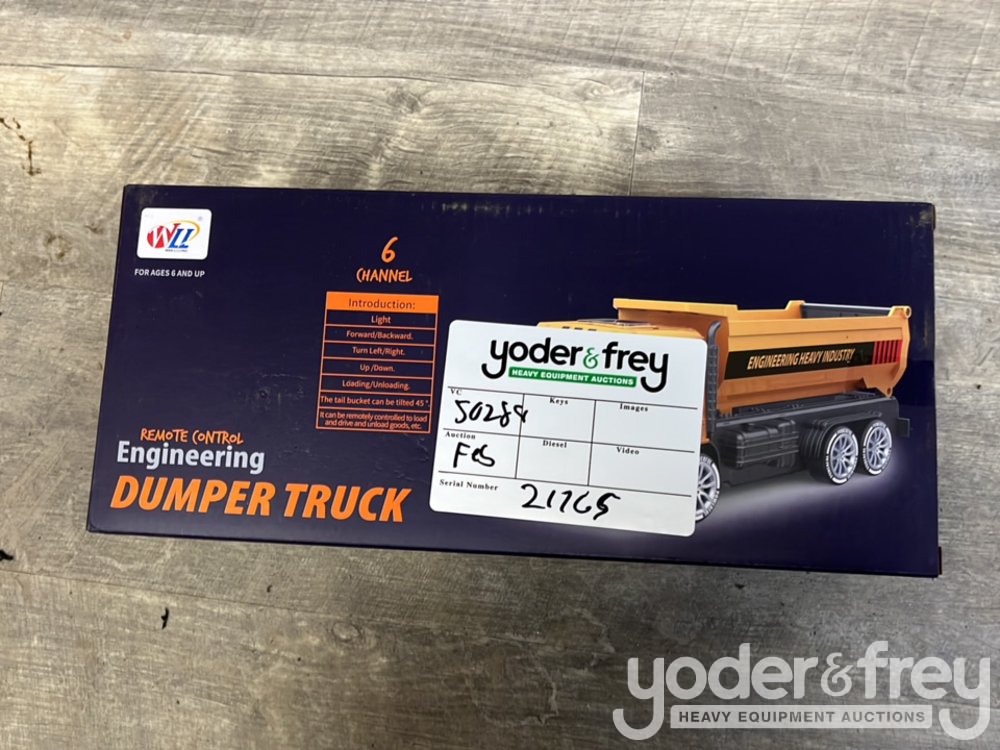 WLL
FOR AGES 6 AND UP
6
CHANNEL
Introduction:
Light
Forward/Backward.
Turn Left/Right.
Up /Down.
Loading/Unloading.
The tail bucket can be tilted 45°.
It can be remotely controlled to load
and drive and unload goods, etc.
REMOTE CONTROL
Engineering
DUMPER TRUCK
yoder & frey
HEAVY EQUIPMENT AUCTIONS
VC
Keys
Images
Auction
Diesel
Video
Serial Number
21765
ENGINEERING HEAVY INDUSTRY
yoder & frey
HEAVY EQUIPMENT AUCTIONS